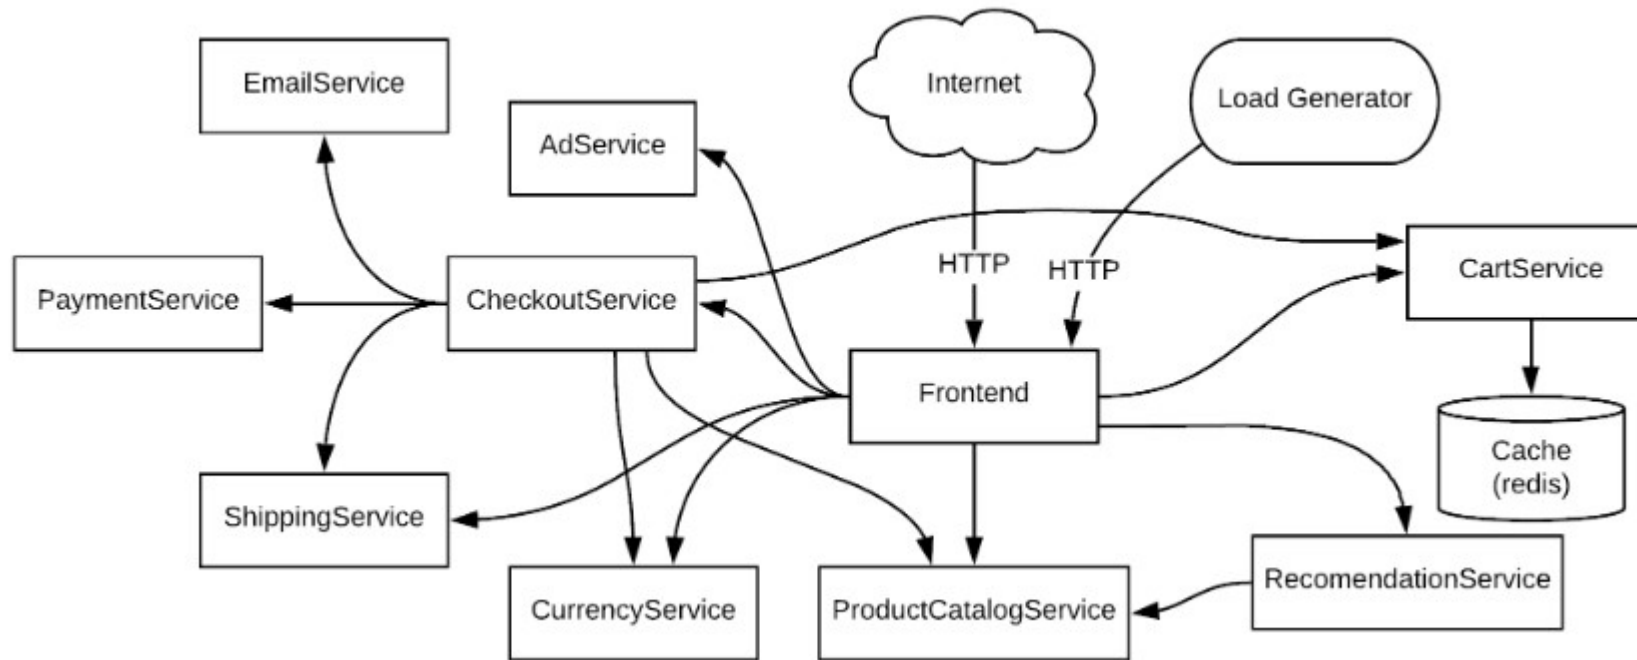 EmailService
Internet
Load Generator
AdService
HTTP
HTTP
CartService
PaymentService
CheckoutService
Frontend
Cache
(redis)
ShippingService
CurrencyService
ProductCatalogService
RecomendationService